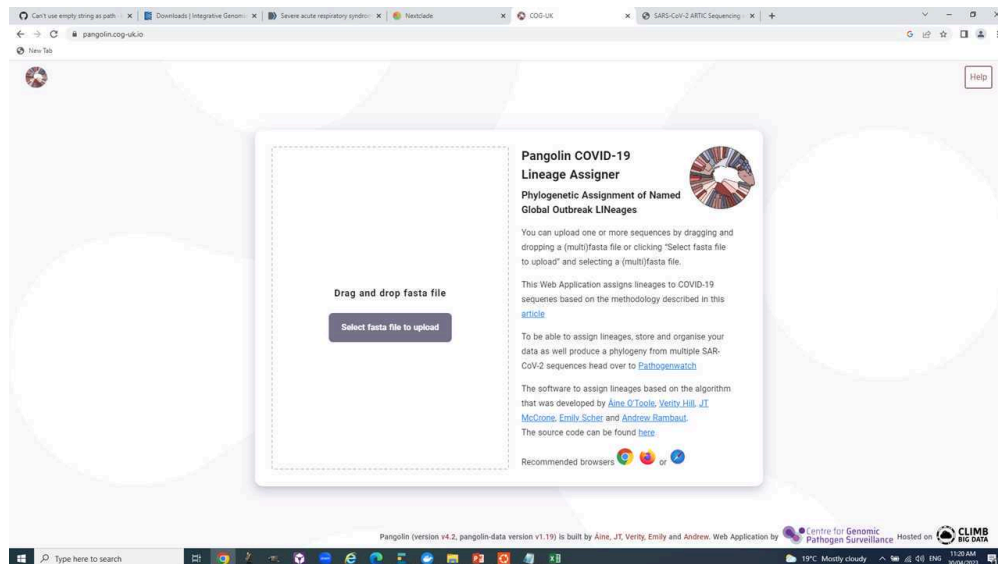 Can't use empty string as path
Downloads | Integrative Genomi
Severe acute respiratory syndrom
Nextclade
COG-UK
SARS-CoV-2 ARTIC Sequencing
pangolin.cog-uk.io
New Tab
Help
Pangolin COVID-19
Lineage Assigner
Phylogenetic Assignment of Named
Global Outbreak LINeages
You can upload one or more sequences by dragging and
dropping a (multi)fasta file or clicking "Select fasta file
to upload" and selecting a (multi)fasta file.
Drag and drop fasta file
Select fasta file to upload
This Web Application assigns lineages to COVID-19
sequenes based on the methodology described in this
article
To be able to assign lineages, store and organise your
data as well produce a phylogeny from multiple SAR-
CoV-2 sequences head over to Pathogenwatch
The software to assign lineages based on the algorithm
that was developed by Áine O'Toole, Verity Hill, JT
McCrone, Emily Scher and Andrew Rambaut.
The source code can be found here
Recommended browsers or
Pangolin (version v4.2, pangolin-data version v1.19) is built by Áine, JT, Verity, Emily and Andrew. Web Application by
Centre for Genomic
Pathogen Surveillance
Hosted on
CLIMB
BIG DATA
Type here to search
19°C Mostly cloudy
ENG
11:20 AM
30/04/2023